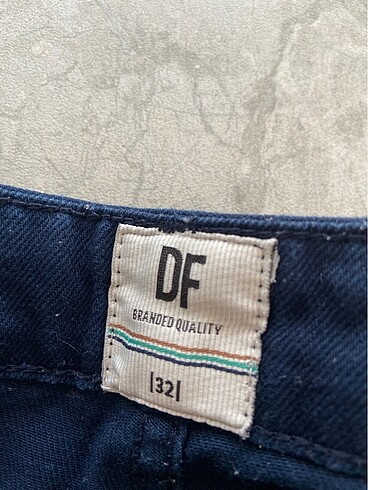 DF
BRANDED QUALITY
|32|